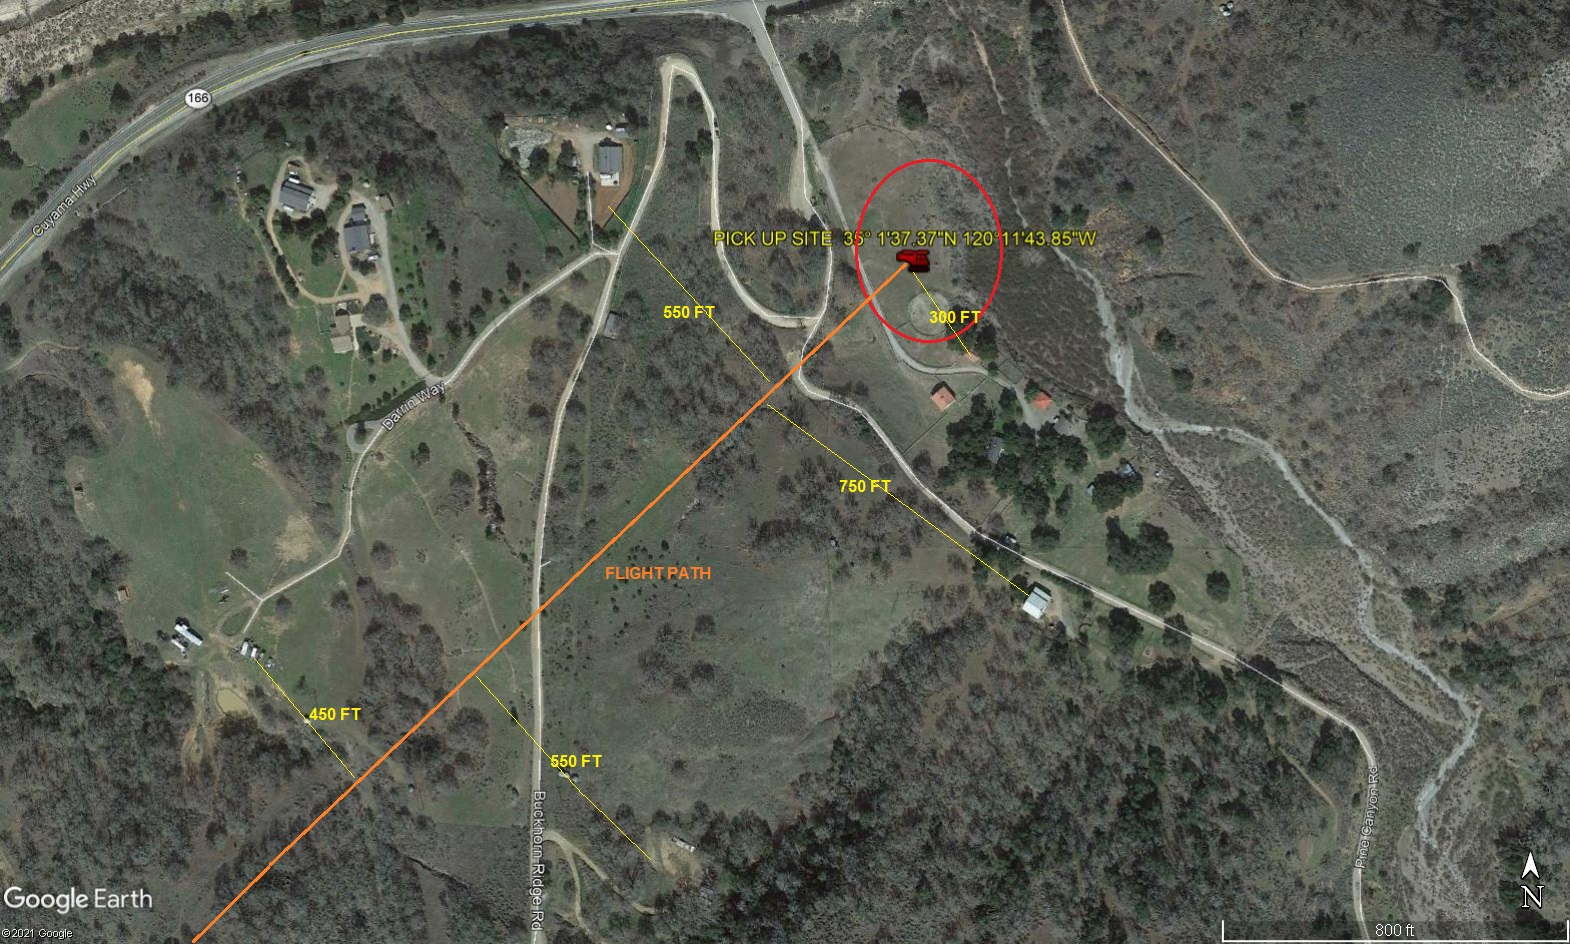 166
Cuyama Hwy
PICK UP SITE 35° 1'37.37"N 120°11'43.85"W
550 FT
300 FT
Darrin Way
750 FT
FLIGHT PATH
450 FT
550 FT
Buckhorn Ridge Rd
Pine Canyon Rd
Google Earth
N
©2021 Google
800 ft